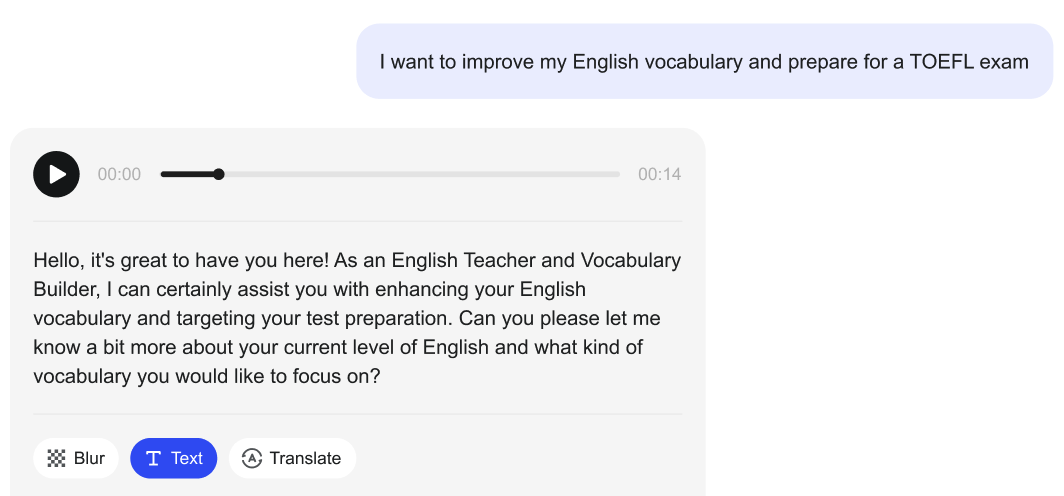 I want to improve my English vocabulary and prepare for a TOEFL exam
00:00
00:14
Hello, it's great to have you here! As an English Teacher and Vocabulary
Builder, I can certainly assist you with enhancing your English
vocabulary and targeting your test preparation. Can you please let me
know a bit more about your current level of English and what kind of
vocabulary you would like to focus on?
Blur
Text
Translate